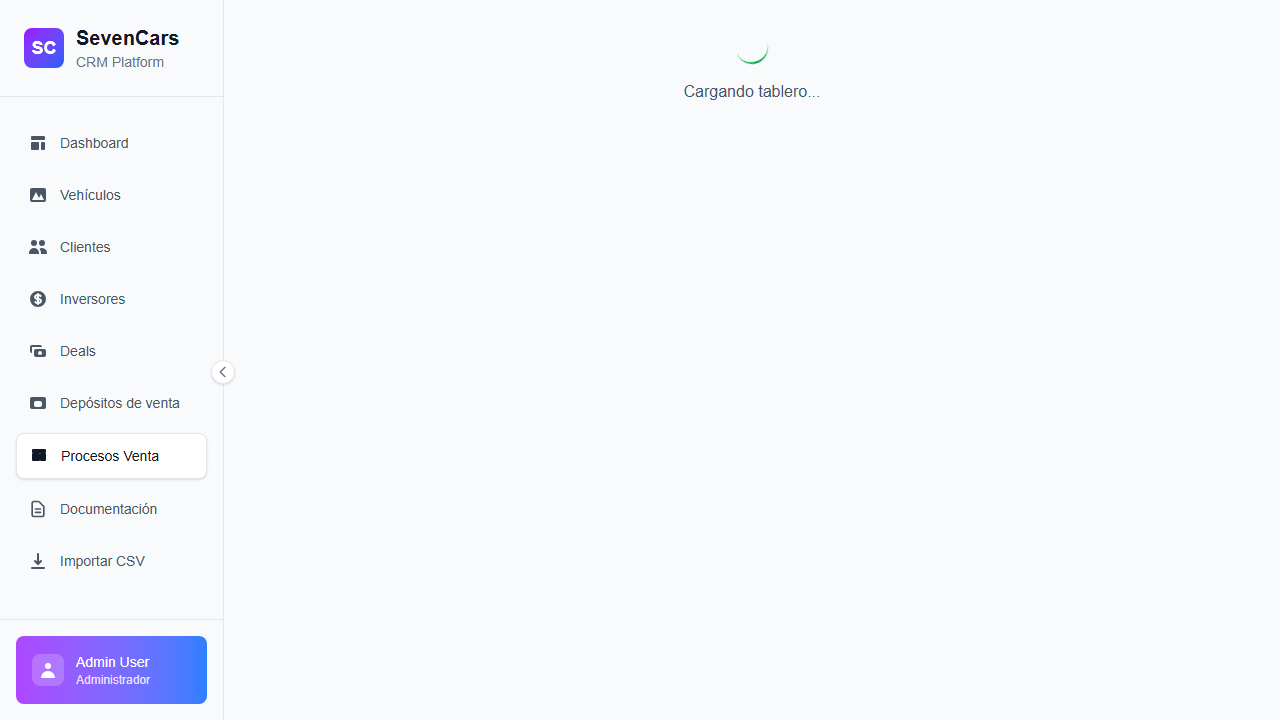 SC
SevenCars
CRM Platform
Dashboard
Vehículos
Clientes
Inversores
Deals
Depósitos de venta
Procesos Venta
Documentación
Importar CSV
Admin User
Administrador
Cargando tablero...